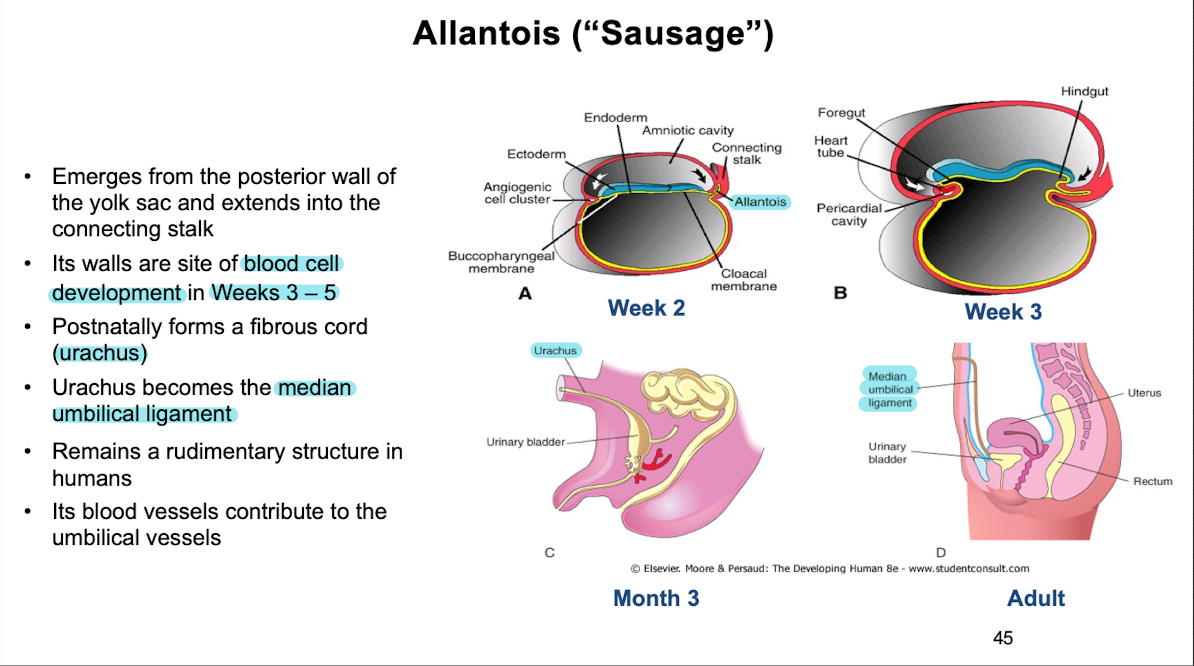 Allantois (“Sausage”)
• Emerges from the posterior wall of
the yolk sac and extends into the
connecting stalk
• Its walls are site of blood cell
development in Weeks 3 – 5
• Postnatally forms a fibrous cord
(urachus)
• Urachus becomes the median
umbilical ligament
• Remains a rudimentary structure in
humans
• Its blood vessels contribute to the
umbilical vessels
Endoderm
Amniotic cavity
Connecting
stalk
Ectoderm
Angiogenic
cell cluster
Allantois
Buccopharyngeal
membrane
Cloacal
membrane
A
Week 2
Hindgut
Foregut
Heart
tube
Pericardial
cavity
B
Week 3
Urachus
Urinary bladder
C
Median
umbilical
ligament
Uterus
Urinary
bladder
Rectum
D
© Elsevier. Moore & Persaud: The Developing Human 8e - www.studentconsult.com
Month 3
Adult
45